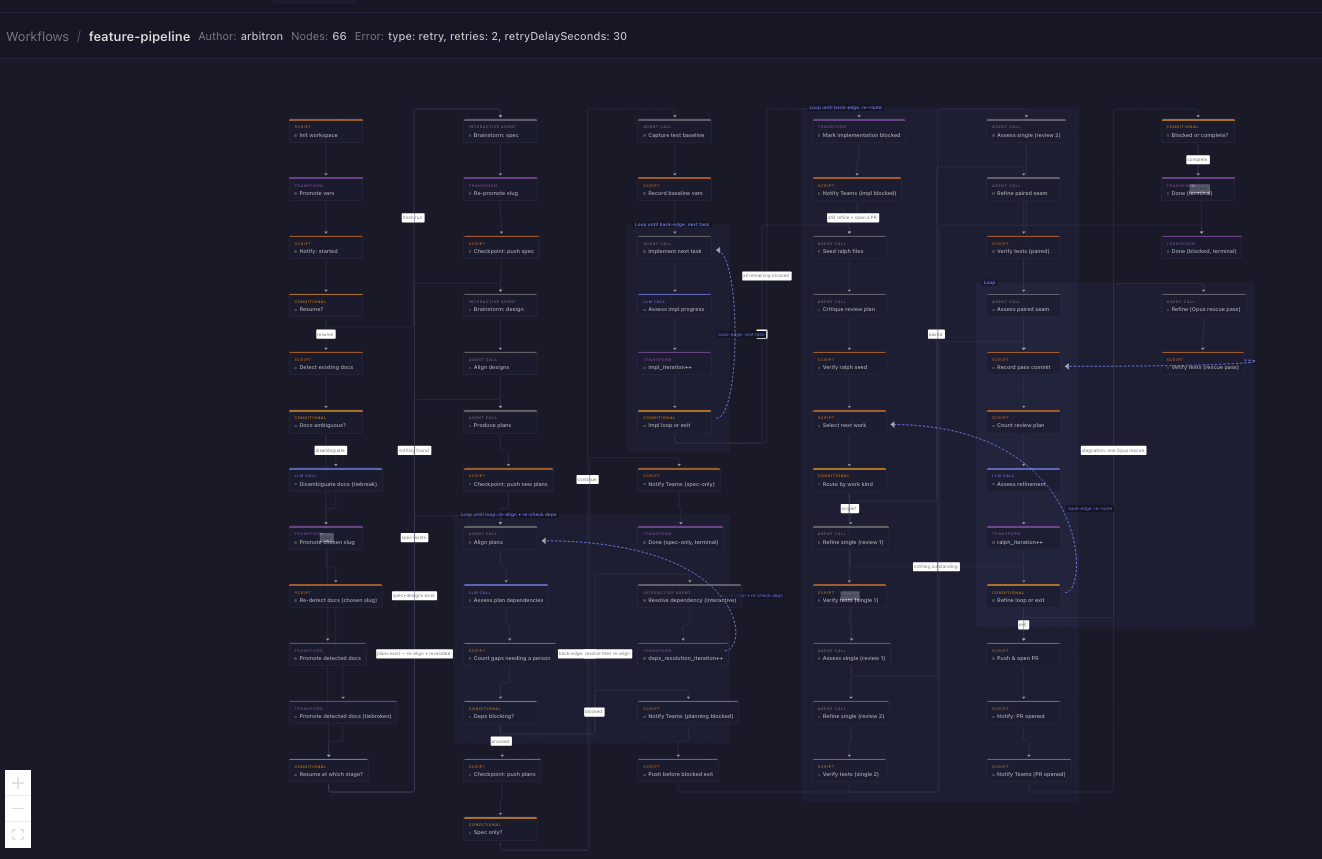 Workflows / feature-pipeline Author: arbitron Nodes: 66 Error: type: retry, retries: 2, retryDelaySeconds: 30
SCRIPT
Init workspace
TRANSFORM
Promote vars
SCRIPT
Notify: started
CONDITIONAL
Resume?
resume
SCRIPT
Detect existing docs
CONDITIONAL
Docs ambiguous?
disambiguate
LLM CALL
Disambiguate docs (tiebreak)
TRANSFORM
Promote chosen slug
SCRIPT
Re-detect docs (chosen slug)
TRANSFORM
Promote detected docs
TRANSFORM
Promote detected docs (tiebroken)
CONDITIONAL
Resume at which stage?
fresh run
nothing found
spec exists
spec+designs exist
plans exist — re-align + revalidate
INTERACTIVE AGENT
Brainstorm: spec
TRANSFORM
Re-promote slug
SCRIPT
Checkpoint: push spec
INTERACTIVE AGENT
Brainstorm: design
AGENT CALL
Align designs
AGENT CALL
Produce plans
SCRIPT
Checkpoint: push new plans
Loop until loop: re-align + re-check deps
AGENT CALL
Align plans
LLM CALL
Assess plan dependencies
SCRIPT
Count gaps needing a person
CONDITIONAL
Deps blocking?
proceed
SCRIPT
Checkpoint: push plans
CONDITIONAL
Spec only?
continue
back-edge: resolve then re-align
blocked
AGENT CALL
Capture test baseline
SCRIPT
Record baseline vars
Loop until back-edge: next task
AGENT CALL
Implement next task
LLM CALL
Assess impl progress
TRANSFORM
impl_iteration++
CONDITIONAL
Impl loop or exit
SCRIPT
Notify Teams (spec-only)
TRANSFORM
Done (spec-only, terminal)
INTERACTIVE AGENT
Resolve dependency (interactive)
TRANSFORM
deps_resolution_iteration++
SCRIPT
Notify Teams (planning blocked)
SCRIPT
Push before blocked exit
all remaining blocked
back-edge: next task
re-check deps
Loop until back-edge: re-route
TRANSFORM
Mark implementation blocked
SCRIPT
Notify Teams (impl blocked)
still refine + open a PR
AGENT CALL
Seed ralph files
AGENT CALL
Critique review plan
SCRIPT
Verify ralph seed
SCRIPT
Select next work
CONDITIONAL
Route by work kind
AGENT CALL
Refine single (review 1)
SCRIPT
Verify tests (single 1)
AGENT CALL
Assess single (review 1)
AGENT CALL
Refine single (review 2)
SCRIPT
Verify tests (single 2)
paired
nothing outstanding
AGENT CALL
Assess single (review 2)
AGENT CALL
Refine paired seam
SCRIPT
Verify tests (paired)
Loop
AGENT CALL
Assess paired seam
SCRIPT
Record pass commit
SCRIPT
Count review plan
LLM CALL
Assess refinement
TRANSFORM
ralph_iteration++
CONDITIONAL
Refine loop or exit
exit
SCRIPT
Push & open PR
SCRIPT
Notify: PR opened
SCRIPT
Notify Teams (PR opened)
stagnation: one Opus rescue
back-edge: re-route
CONDITIONAL
Blocked or complete?
complete
TRANSFORM
Done (terminal)
TRANSFORM
Done (blocked, terminal)
AGENT CALL
Refine (Opus rescue pass)
SCRIPT
Verify tests (rescue pass)